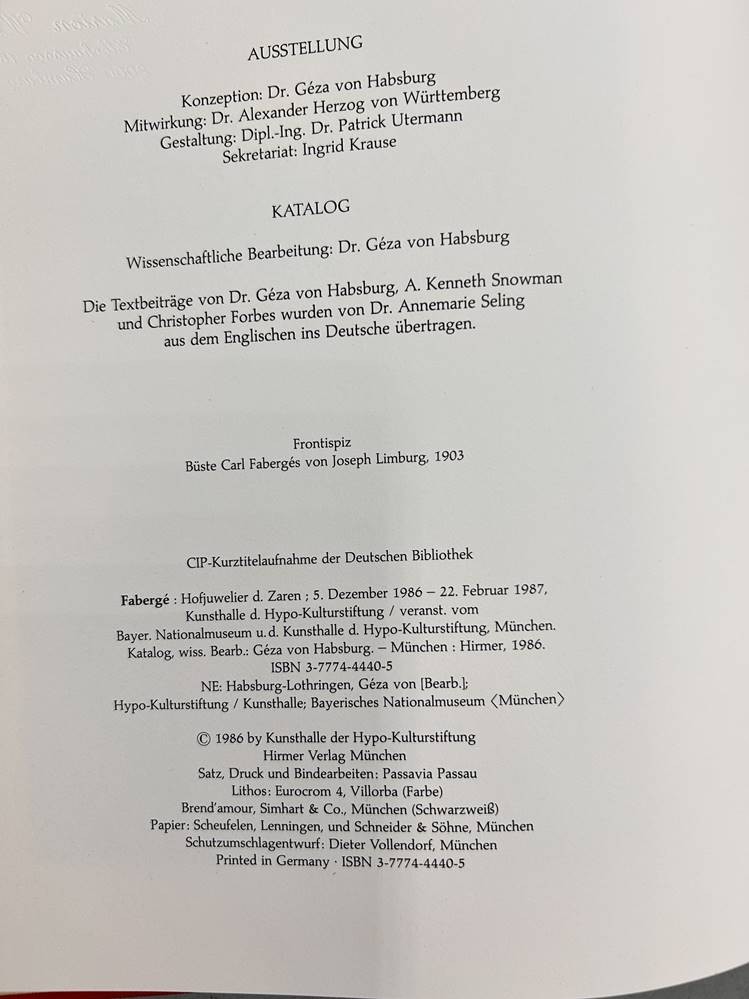 AUSSTELLUNG
Konzeption: Dr. Géza von Habsburg
Mitwirkung: Dr. Alexander Herzog von Württemberg
Gestaltung: Dipl.-Ing. Dr. Patrick Utermann
Sekretariat: Ingrid Krause
KATALOG
Wissenschaftliche Bearbeitung: Dr. Géza von Habsburg
Die Textbeiträge von Dr. Géza von Habsburg, A. Kenneth Snowman
und Christopher Forbes wurden von Dr. Annemarie Seling
aus dem Englischen ins Deutsche übertragen.
Frontispiz
Büste Carl Fabergés von Joseph Limburg, 1903
CIP-Kurztitelaufnahme der Deutschen Bibliothek
Fabergé : Hofjuwelier d. Zaren ; 5. Dezember 1986 – 22. Februar 1987,
Kunsthalle d. Hypo-Kulturstiftung / veranst. vom
Bayer. Nationalmuseum u. d. Kunsthalle d. Hypo-Kulturstiftung, München.
Katalog, wiss. Bearb.: Géza von Habsburg. – München : Hirmer, 1986.
ISBN 3-7774-4440-5
NE: Habsburg-Lothringen, Géza von [Bearb.];
Hypo-Kulturstiftung / Kunsthalle; Bayerisches Nationalmuseum 〈München〉
© 1986 by Kunsthalle der Hypo-Kulturstiftung
Hirmer Verlag München
Satz, Druck und Bindearbeiten: Passavia Passau
Lithos: Eurocrom 4, Villorba (Farbe)
Brend'amour, Simhart & Co., München (Schwarzweiß)
Papier: Scheufelen, Lenningen, und Schneider & Söhne, München
Schutzumschlagentwurf: Dieter Vollendorf, München
Printed in Germany · ISBN 3-7774-4440-5